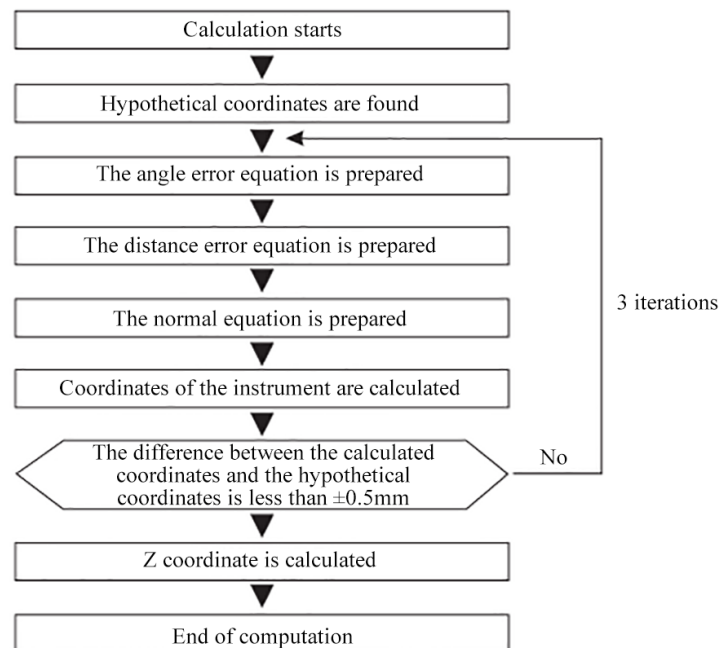 Calculation starts
Hypothetical coordinates are found
The angle error equation is prepared
The distance error equation is prepared
3 iterations
The normal equation is prepared
Coordinates of the instrument are calculated
The difference between the calculated
coordinates and the hypothetical
coordinates is less than ±0.5mm
No
Z coordinate is calculated
End of computation